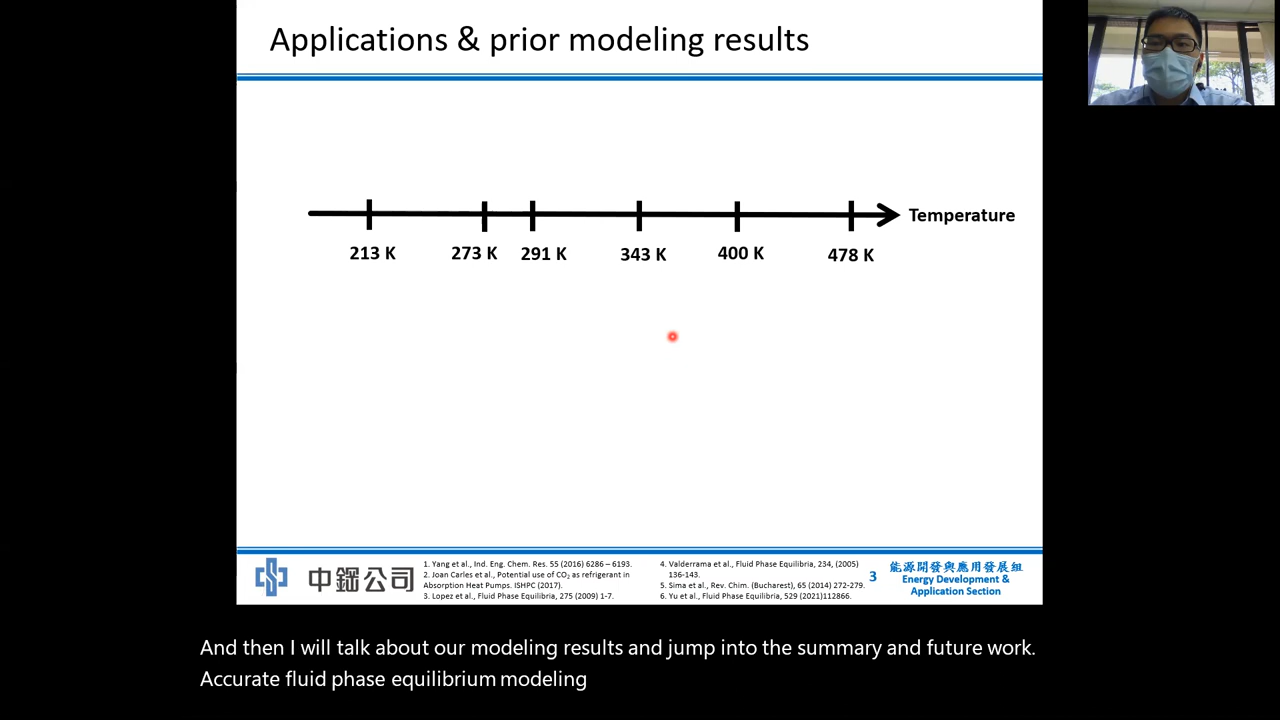 Applications & prior modeling results
Temperature
213 K
273 K
291 K
343 K
400 K
478 K
中鋼公司
1. Yang et al., Ind. Eng. Chem. Res. 55 (2016) 6286 – 6193.
2. Joan Carles et al., Potential use of CO₂ as refrigerant in
Absorption Heat Pumps. ISHPC (2017).
3. Lopez et al., Fluid Phase Equilibria, 275 (2009) 1-7.
4. Valderrama et al., Fluid Phase Equilibria, 234, (2005)
136-143.
5. Sima et al., Rev. Chim. (Bucharest), 65 (2014) 272-279.
6. Yu et al., Fluid Phase Equilibria, 529 (2021)112866.
3
能源開發與應用發展組
Energy Development &
Application Section
And then I will talk about our modeling results and jump into the summary and future work.
Accurate fluid phase equilibrium modeling